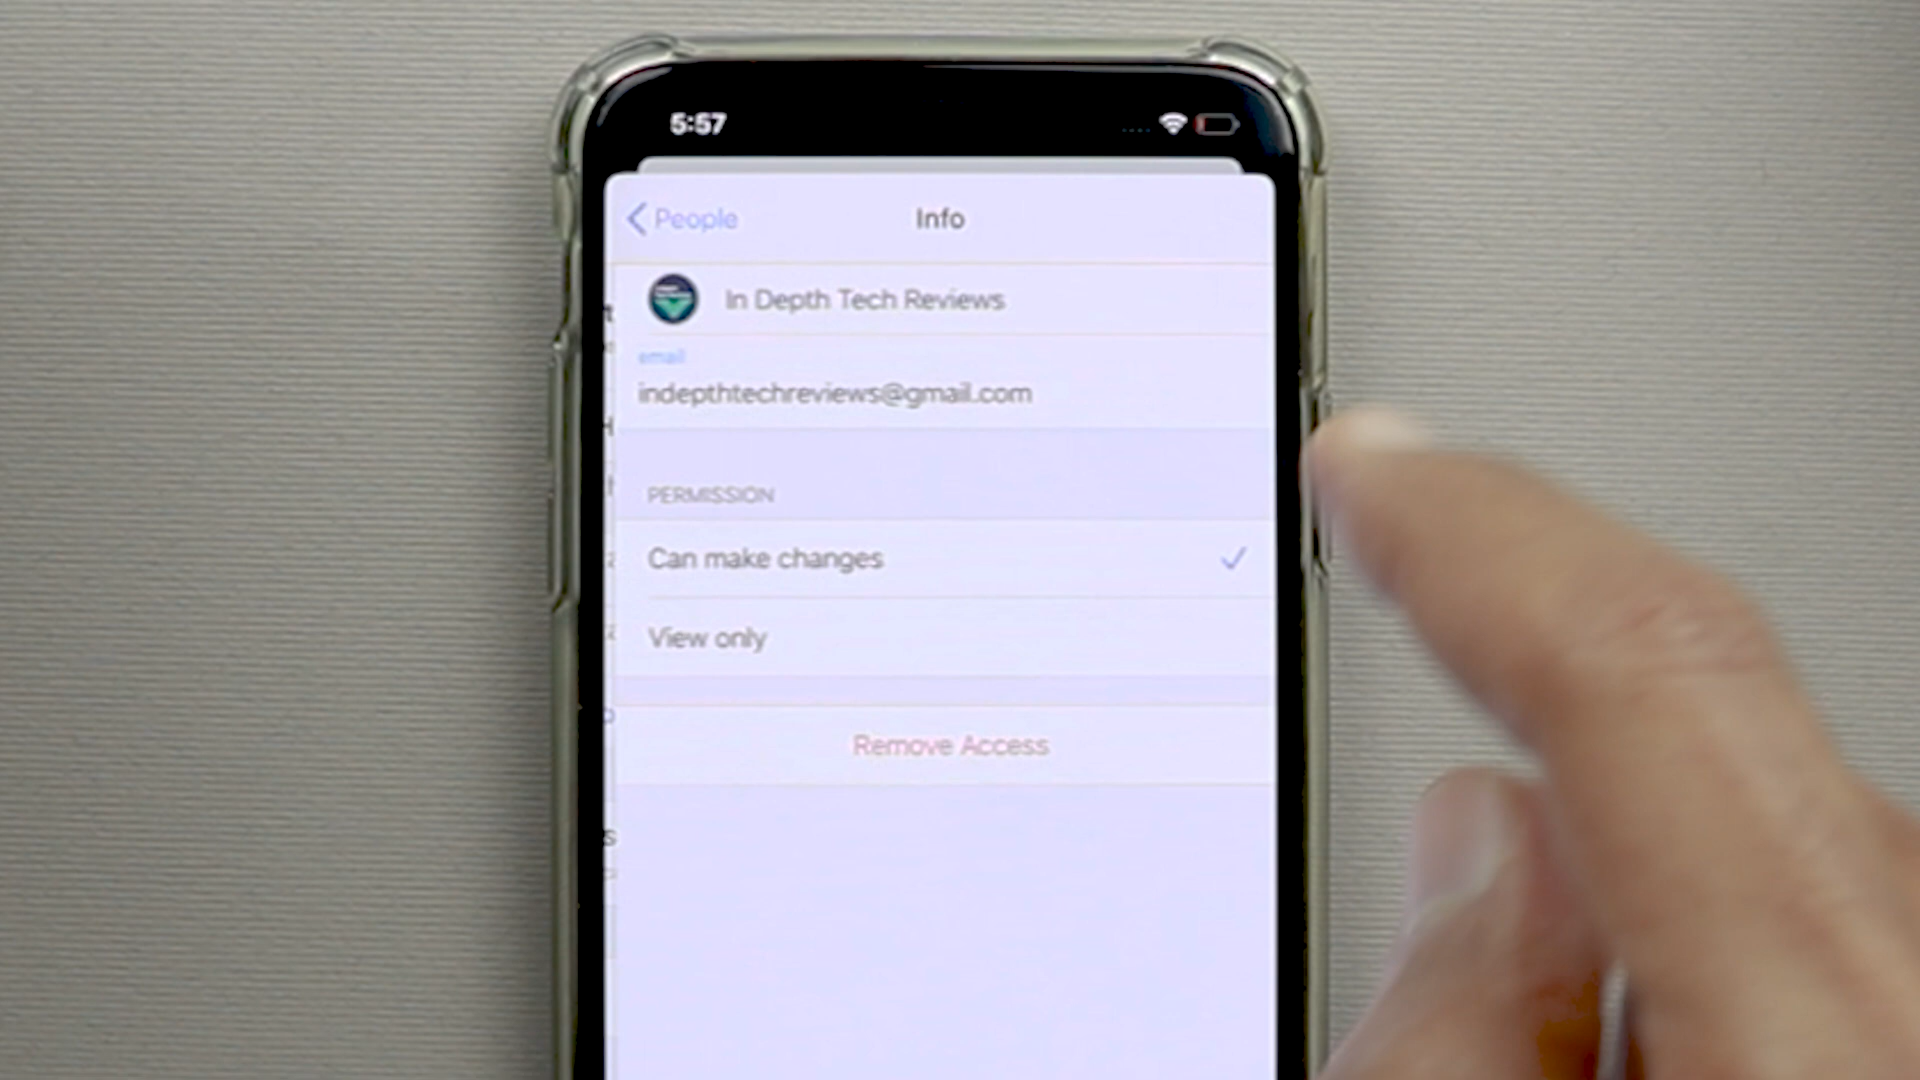 5:57
People
Info
In Depth Tech Reviews
email
indepthtechreviews@gmail.com
PERMISSION
Can make changes
View only
Remove Access